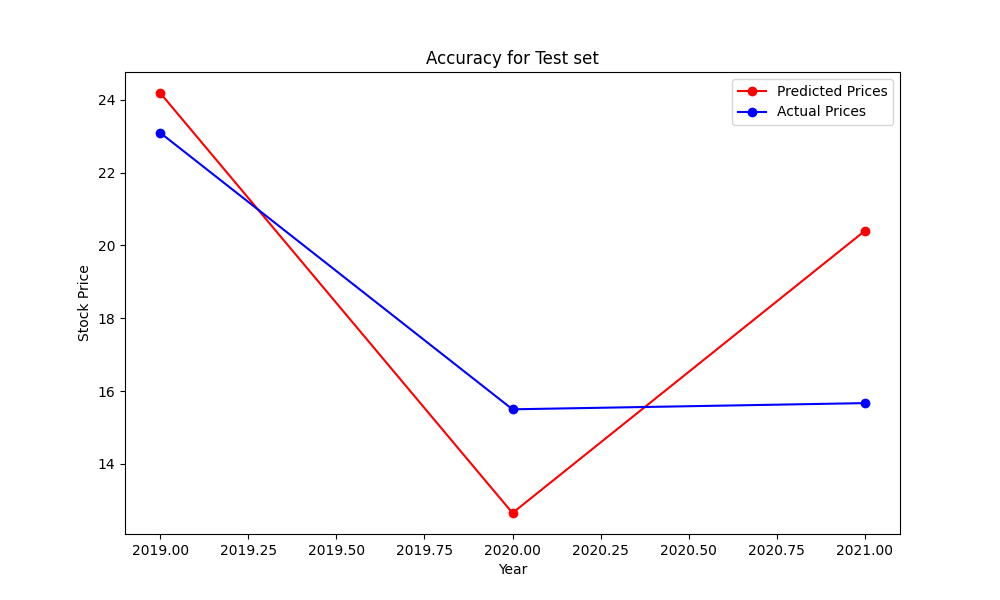 Accuracy for Test set
Predicted Prices
Actual Prices
24
22
20
18
16
14
Stock Price
2019.00 2019.25 2019.50 2019.75 2020.00 2020.25 2020.50 2020.75 2021.00
Year